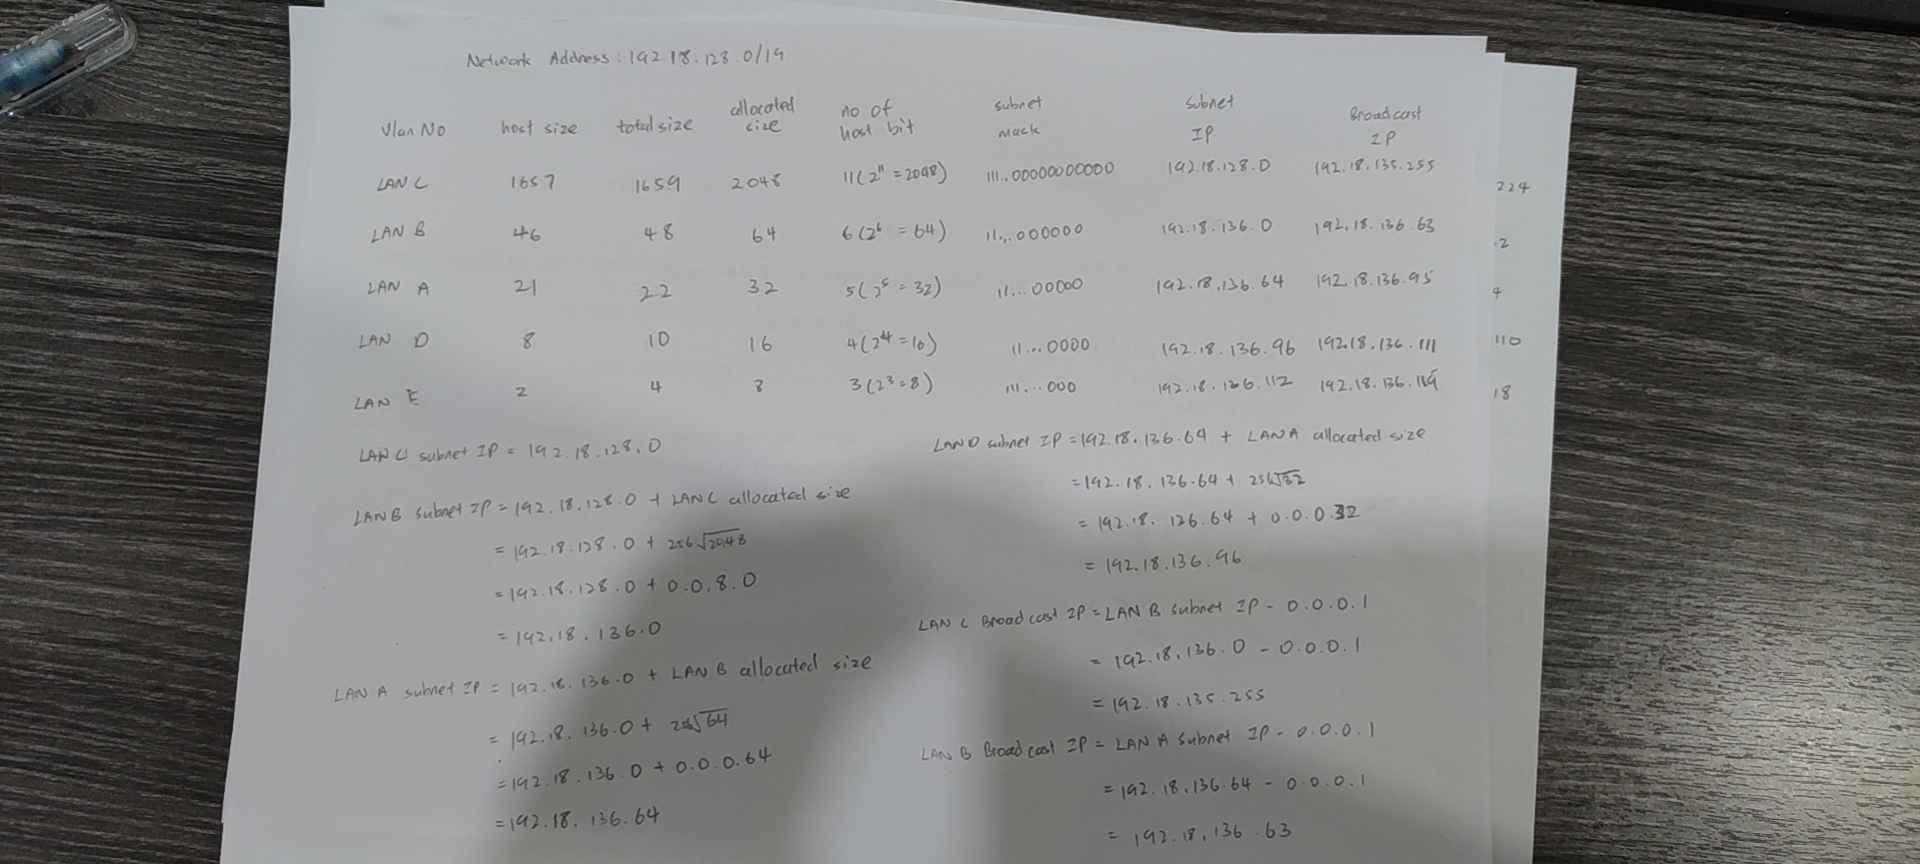 Network Address : 192.18.128.0/19
Vlan No host size total size allocated size no of host bit subnet mask Subnet IP Broadcast IP
LAN C 1657 1659 2048 11(2^11 = 2048) 111..00000000000 192.18.128.0 192.18.135.255
LAN B 46 48 64 6(2^6 = 64) 11...000000 192.18.136.0 192.18.136.63
LAN A 21 22 32 5(2^5 = 32) 11...00000 192.18.136.64 192.18.136.95
LAN D 8 10 16 4(2^4 = 16) 11...0000 192.18.136.96 192.18.136.111
LAN E 2 4 8 3(2^3 = 8) 111...000 192.18.136.112 192.18.136.119
224
.2
4
110
18
LAN C subnet IP = 192.18.128.0
LAN B subnet IP = 192.18.128.0 + LAN C allocated size
= 192.18.128.0 + 256√2048
= 192.18.128.0 + 0.0.8.0
= 192.18.136.0
LAN A subnet IP = 192.18.136.0 + LAN B allocated size
= 192.18.136.0 + 256√64
= 192.18.136.0 + 0.0.0.64
= 192.18.136.64
LAN D subnet IP = 192.18.136.64 + LAN A allocated size
= 192.18.136.64 + 256√32
= 192.18.136.64 + 0.0.0.32
= 192.18.136.96
LAN C Broadcast IP = LAN B subnet IP - 0.0.0.1
= 192.18.136.0 - 0.0.0.1
= 192.18.135.255
LAN B Broadcast IP = LAN A subnet IP - 0.0.0.1
= 192.18.136.64 - 0.0.0.1
= 192.18.136.63